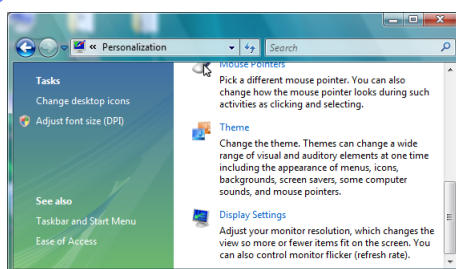 « Personalization
Search
Tasks
Change desktop icons
Adjust font size (DPI)
See also
Taskbar and Start Menu
Ease of Access
Mouse Pointers
Pick a different mouse pointer. You can also
change how the mouse pointer looks during such
activities as clicking and selecting.
Theme
Change the theme. Themes can change a wide
range of visual and auditory elements at one time
including the appearance of menus, icons,
backgrounds, screen savers, some computer
sounds, and mouse pointers.
Display Settings
Adjust your monitor resolution, which changes the
view so more or fewer items fit on the screen. You
can also control monitor flicker (refresh rate).